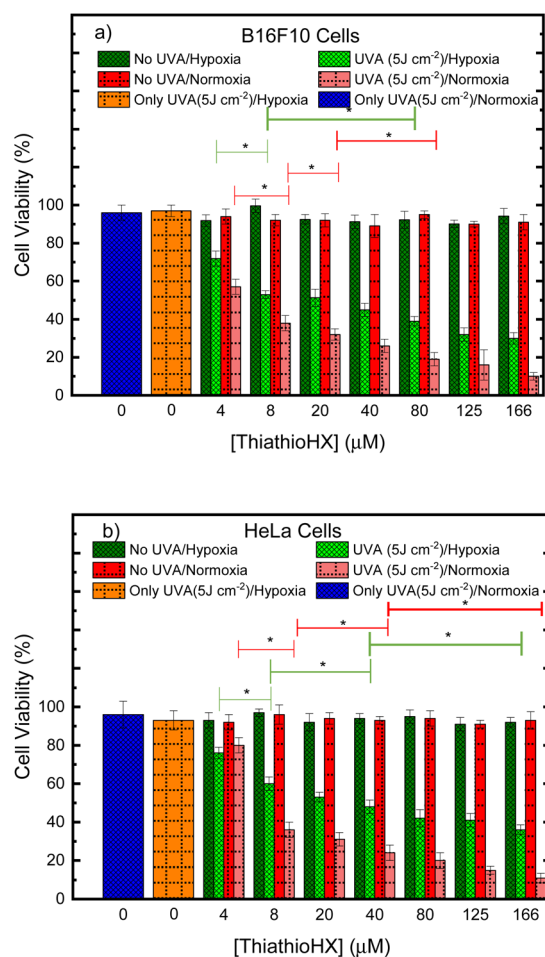 a)
B16F10 Cells
No UVA/Hypoxia
UVA (5J cm⁻²)/Hypoxia
No UVA/Normoxia
UVA (5J cm⁻²)/Normoxia
Only UVA(5J cm⁻²)/Hypoxia
Only UVA(5J cm⁻²)/Normoxia
*
*
*
*
*
Cell Viability (%)
100
80
60
40
20
0
0 0 4 8 20 40 80 125 166
[ThiathioHX] (μM)
b)
HeLa Cells
No UVA/Hypoxia
UVA (5J cm⁻²)/Hypoxia
No UVA/Normoxia
UVA (5J cm⁻²)/Normoxia
Only UVA(5J cm⁻²)/Hypoxia
Only UVA(5J cm⁻²)/Normoxia
*
*
*
*
*
*
Cell Viability (%)
100
80
60
40
20
0
0 0 4 8 20 40 80 125 166
[ThiathioHX] (μM)